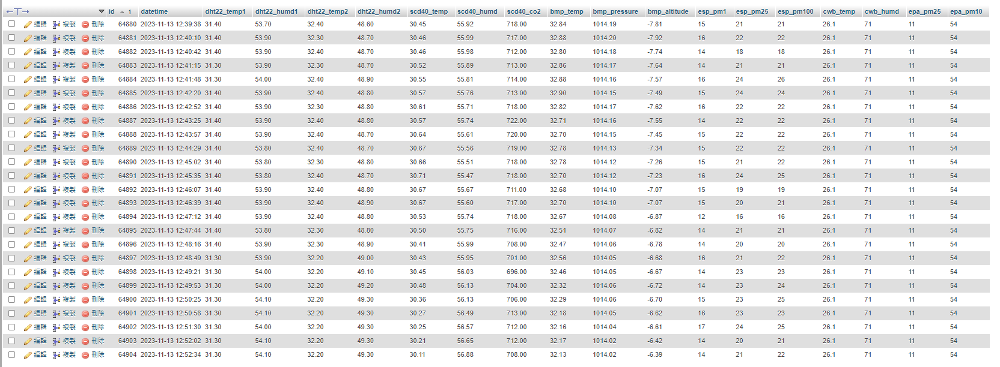 ←T→ id 1 datetime dht22_temp1 dht22_humd1 dht22_temp2 dht22_humd2 scd40_temp scd40_humd scd40_co2 bmp_temp bmp_pressure bmp_altitude esp_pm1 esp_pm25 esp_pm100 cwb_temp cwb_humd epa_pm25 epa_pm10
編輯 複製 刪除 64880 2023-11-13 12:39:38 31.40 53.70 32.40 48.60 30.45 55.92 718.00 32.84 1014.19 -7.81 15 21 21 26.1 71 11 54
編輯 複製 刪除 64881 2023-11-13 12:40:10 31.40 53.90 32.30 48.70 30.46 55.99 717.00 32.88 1014.20 -7.92 16 22 22 26.1 71 11 54
編輯 複製 刪除 64882 2023-11-13 12:40:42 31.40 53.90 32.40 48.70 30.46 55.98 712.00 32.80 1014.18 -7.74 14 18 18 26.1 71 11 54
編輯 複製 刪除 64883 2023-11-13 12:41:15 31.30 53.90 32.30 48.70 30.52 55.89 713.00 32.86 1014.17 -7.64 14 21 21 26.1 71 11 54
編輯 複製 刪除 64884 2023-11-13 12:41:48 31.30 54.00 32.40 48.90 30.55 55.81 714.00 32.88 1014.16 -7.57 16 24 26 26.1 71 11 54
編輯 複製 刪除 64885 2023-11-13 12:42:20 31.40 53.90 32.40 48.80 30.57 55.76 713.00 32.90 1014.15 -7.49 15 24 24 26.1 71 11 54
編輯 複製 刪除 64886 2023-11-13 12:42:52 31.40 53.90 32.30 48.80 30.61 55.71 718.00 32.82 1014.17 -7.62 16 22 22 26.1 71 11 54
編輯 複製 刪除 64887 2023-11-13 12:43:25 31.40 53.90 32.40 48.80 30.57 55.74 722.00 32.71 1014.16 -7.55 14 22 22 26.1 71 11 54
編輯 複製 刪除 64888 2023-11-13 12:43:57 31.40 53.90 32.40 48.70 30.64 55.61 720.00 32.70 1014.15 -7.45 15 22 22 26.1 71 11 54
編輯 複製 刪除 64889 2023-11-13 12:44:29 31.40 53.80 32.40 48.70 30.67 55.56 719.00 32.78 1014.13 -7.34 15 22 22 26.1 71 11 54
編輯 複製 刪除 64890 2023-11-13 12:45:02 31.40 53.80 32.30 48.80 30.66 55.51 718.00 32.78 1014.12 -7.26 15 21 22 26.1 71 11 54
編輯 複製 刪除 64891 2023-11-13 12:45:35 31.40 53.80 32.40 48.70 30.71 55.47 718.00 32.70 1014.12 -7.23 16 24 25 26.1 71 11 54
編輯 複製 刪除 64892 2023-11-13 12:46:07 31.40 53.90 32.40 48.80 30.67 55.67 711.00 32.68 1014.10 -7.07 15 19 19 26.1 71 11 54
編輯 複製 刪除 64893 2023-11-13 12:46:39 31.40 53.90 32.40 48.90 30.67 55.60 717.00 32.70 1014.10 -7.07 15 20 21 26.1 71 11 54
編輯 複製 刪除 64894 2023-11-13 12:47:12 31.40 53.90 32.40 48.80 30.53 55.74 718.00 32.67 1014.08 -6.87 12 16 16 26.1 71 11 54
編輯 複製 刪除 64895 2023-11-13 12:47:44 31.40 53.80 32.30 48.80 30.50 55.75 716.00 32.51 1014.07 -6.82 14 21 21 26.1 71 11 54
編輯 複製 刪除 64896 2023-11-13 12:48:16 31.40 53.90 32.30 48.90 30.41 55.99 708.00 32.47 1014.06 -6.78 14 20 20 26.1 71 11 54
編輯 複製 刪除 64897 2023-11-13 12:48:49 31.30 53.90 32.20 49.00 30.43 55.95 701.00 32.56 1014.05 -6.68 16 21 22 26.1 71 11 54
編輯 複製 刪除 64898 2023-11-13 12:49:21 31.30 54.00 32.20 49.10 30.45 56.03 696.00 32.46 1014.05 -6.67 14 23 23 26.1 71 11 54
編輯 複製 刪除 64899 2023-11-13 12:49:53 31.30 54.00 32.20 49.20 30.48 56.13 704.00 32.32 1014.06 -6.72 14 23 24 26.1 71 11 54
編輯 複製 刪除 64900 2023-11-13 12:50:25 31.30 54.10 32.20 49.30 30.36 56.13 706.00 32.29 1014.06 -6.70 15 23 25 26.1 71 11 54
編輯 複製 刪除 64901 2023-11-13 12:50:58 31.30 54.10 32.20 49.30 30.27 56.49 713.00 32.18 1014.05 -6.62 16 23 23 26.1 71 11 54
編輯 複製 刪除 64902 2023-11-13 12:51:30 31.30 54.00 32.20 49.30 30.25 56.57 712.00 32.16 1014.04 -6.61 17 24 25 26.1 71 11 54
編輯 複製 刪除 64903 2023-11-13 12:52:02 31.30 54.10 32.20 49.30 30.21 56.65 712.00 32.17 1014.02 -6.42 14 20 21 26.1 71 11 54
編輯 複製 刪除 64904 2023-11-13 12:52:34 31.30 54.10 32.20 49.30 30.11 56.88 708.00 32.13 1014.02 -6.39 14 21 22 26.1 71 11 54